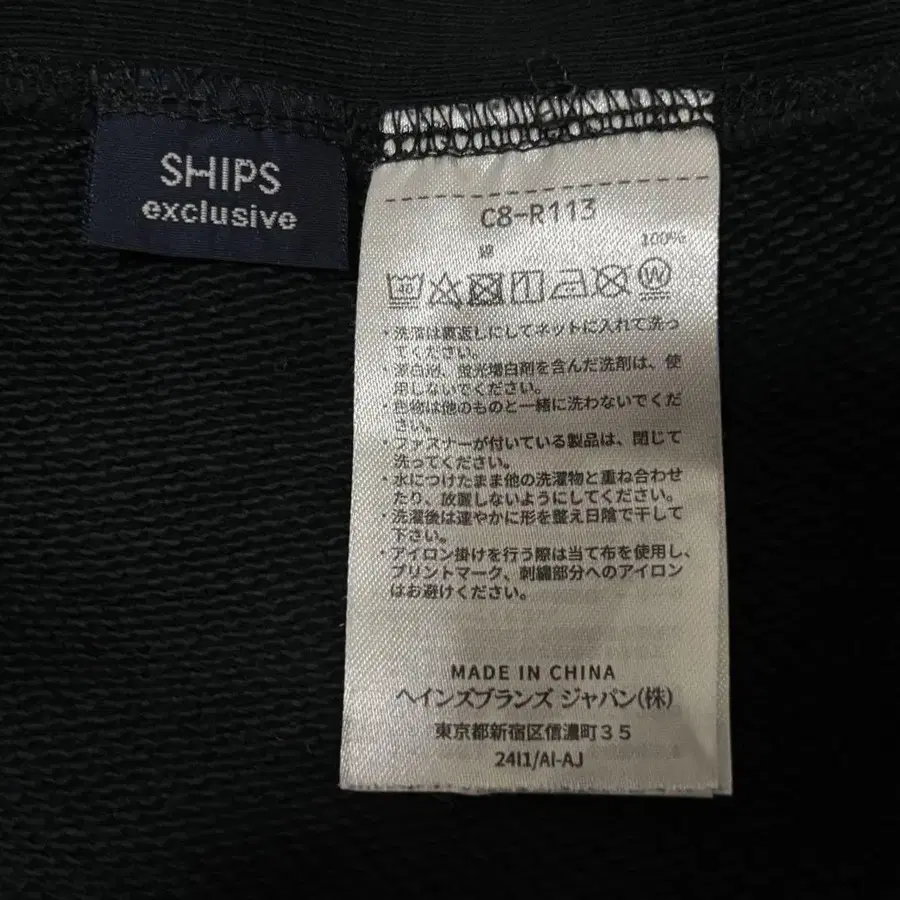 SHIPS
exclusive
C8-R113
綿 100%
・洗濯は裏返しにしてネットに入れて洗っ
てください。
・漂白剤、蛍光増白剤を含んだ洗剤は、使
用しないでください。
・色物は他のものと一緒に洗わないでくだ
さい。
・ファスナーが付いている製品は、閉じて
洗ってください。
・水につけたまま他の洗濯物と重ね合わせ
たり、放置しないようにしてください。
・洗濯後は速やかに形を整え日陰で干して
下さい。
・アイロン掛けを行う際は当て布を使用し、
プリントマーク、刺繍部分へのアイロン
はお避けください。
MADE IN CHINA
ヘインズブランズ ジャパン(株)
東京都新宿区信濃町35
24I1/AI-AJ